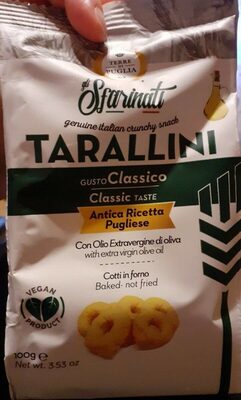 TERRE
DI
PUGLIA
gli
Sfarinati
genuine italian crunchy snack
TARALLINI
GUSTO Classico
Classic TASTE
Antica Ricetta
Pugliese
Con Olio Extravergine di oliva
with extra virgin olive oil
Cotti in forno
Baked- not fried
VEGAN
PRODUCT
100g e
Net wt. 3.53 oz